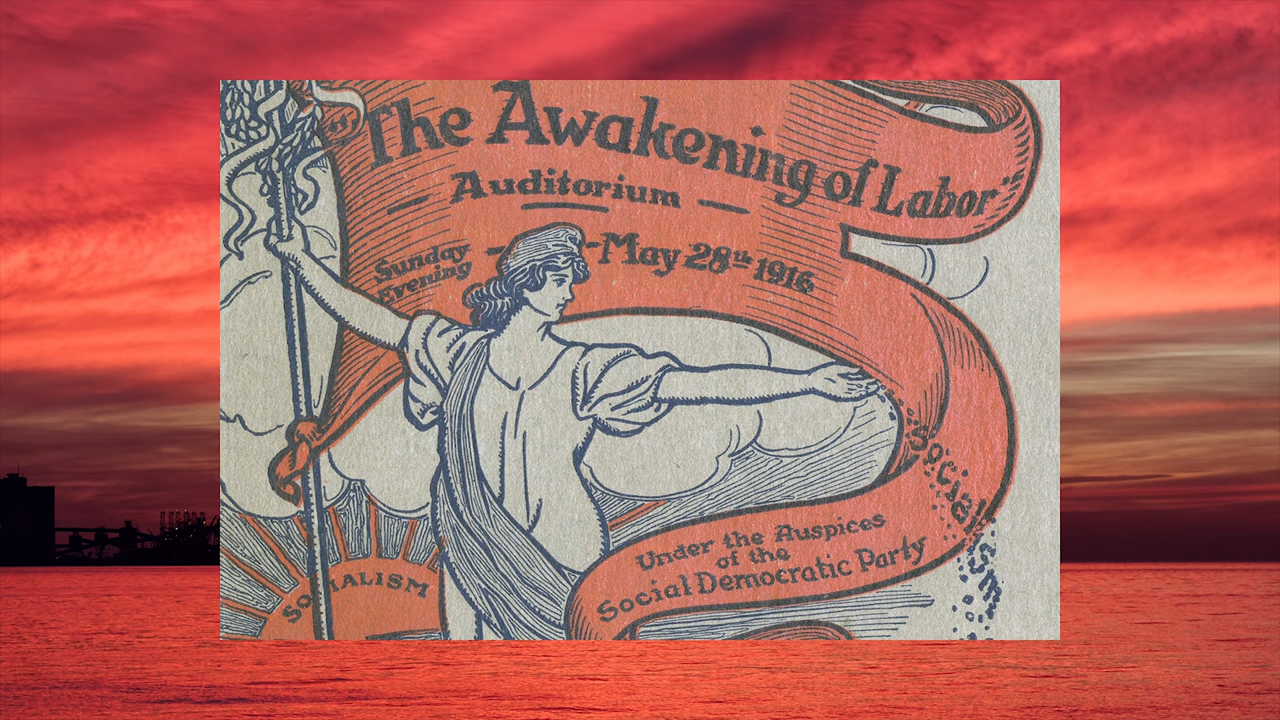 The Awakening of Labor
Auditorium
Sunday Evening - May 28th 1916
Socialism
Under the Auspices
of the
Social Democratic Party
SOCIALISM